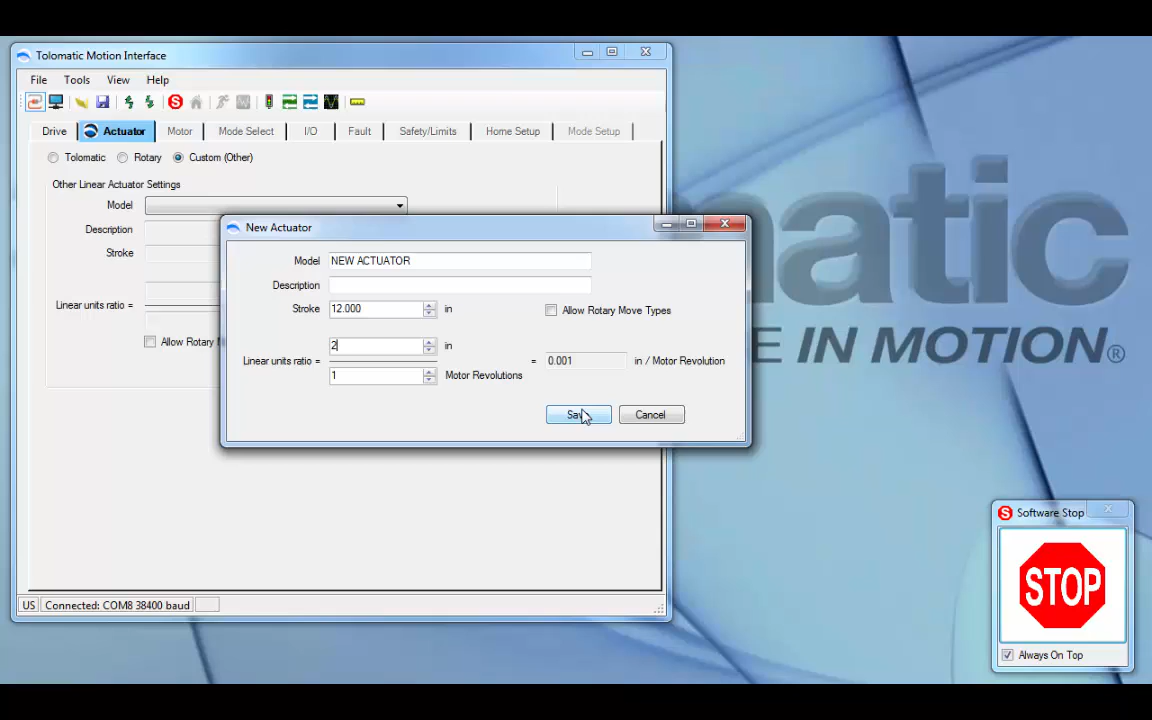 Tolomatic Motion Interface
File Tools View Help
Drive Actuator Motor Mode Select I/O Fault Safety/Limits Home Setup Mode Setup
Tolomatic Rotary Custom (Other)
Other Linear Actuator Settings
Model
Description
Stroke
Linear units ratio =
Allow Rotary
New Actuator
Model NEW ACTUATOR
Description
Stroke 12.000 in Allow Rotary Move Types
2 in
Linear units ratio = = 0.001 in / Motor Revolution
1 Motor Revolutions
Sav Cancel
matic
E IN MOTION®
S Software Stop
STOP
Always On Top
US Connected: COM8 38400 baud